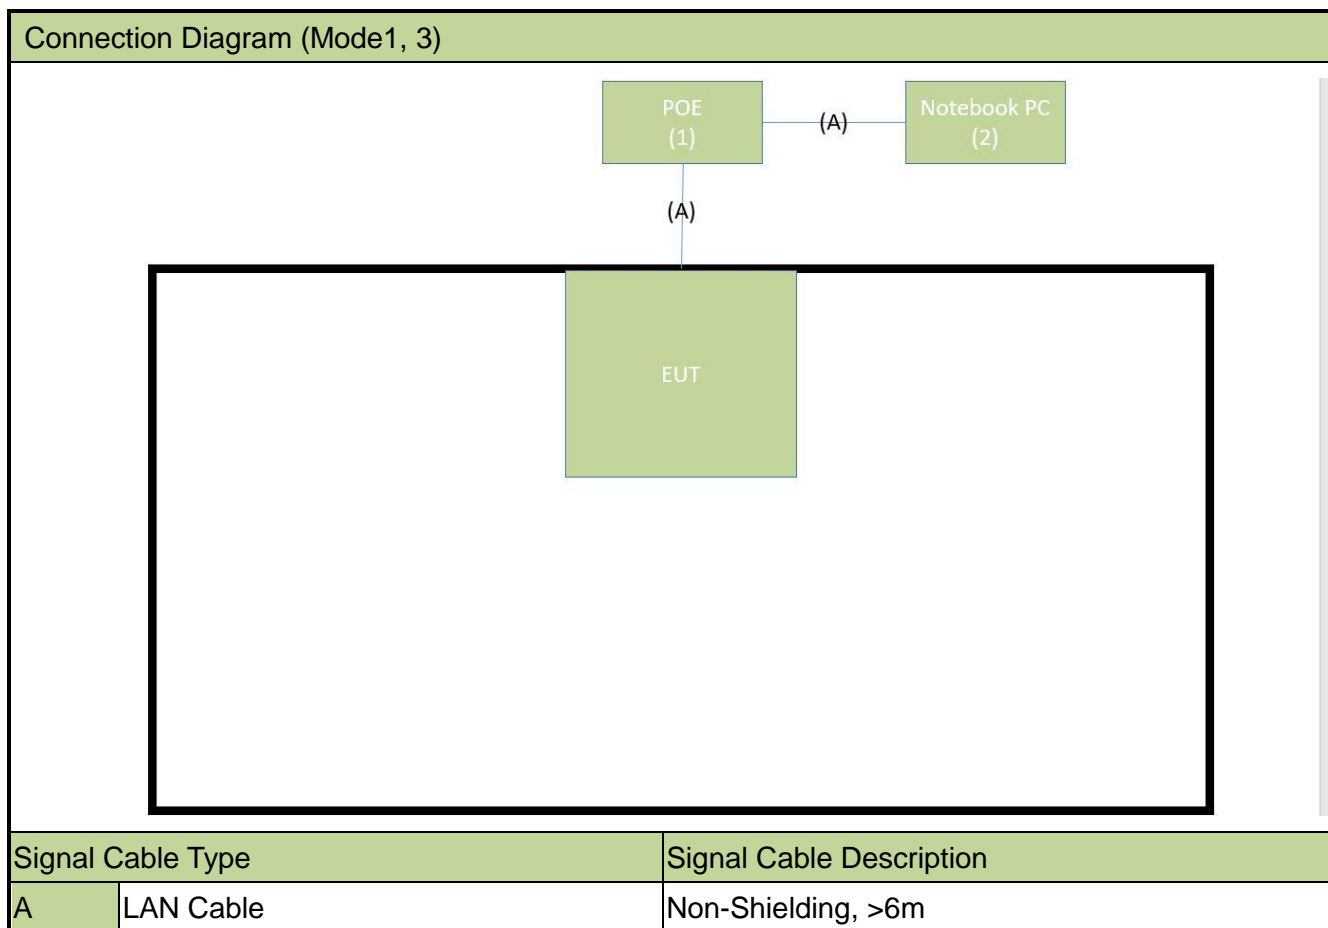 Connection Diagram (Mode1, 3)
POE
(1)
(A)
Notebook PC
(2)
(A)
EUT
Signal Cable Type Signal Cable Description
A LAN Cable Non-Shielding, >6m